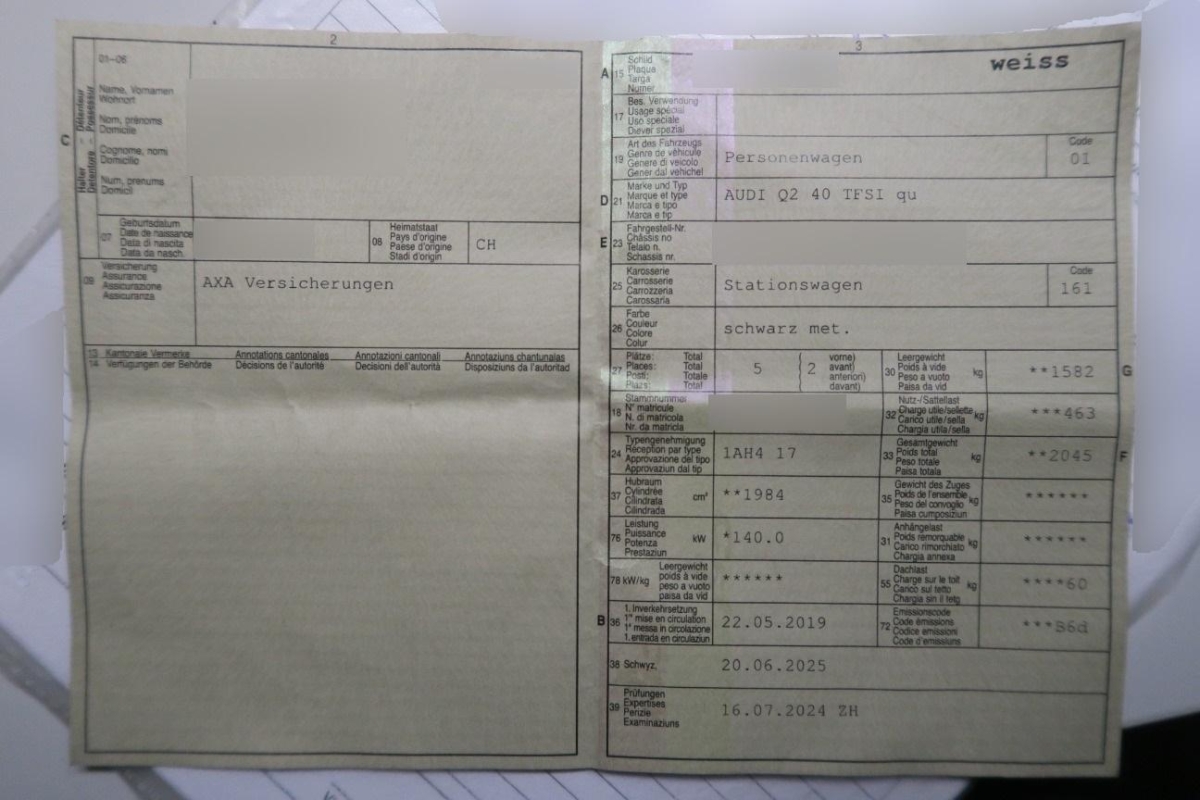 2
01-06
Halter Détenteur
Detentore Possessur
C
Name, Vornamen
Wohnort
Nom, prénoms
Domicile
Cognome, nomi
Domicilio
Num, prenums
Domicil
07
Geburtsdatum
Date de naissance
Data di nascita
Data da nasch.
08
Heimatstaat
Pays d'origine
Paese d'origine
Stadi d'origin
CH
09
Versicherung
Assurance
Assicurazione
Assicuranza
AXA Versicherungen
13 Kantonale Vermerke Annotations cantonales Annotazioni cantonali Annotaziuns chantunalas
14 Verfügungen der Behörde Décisions de l'autorité Decisioni dell'autorità Disposiziuns da l'autoritad
3
A 15
Schild
Plaque
Targa
Numer
weiss
17
Bes. Verwendung
Usage spécial
Uso speciale
Diever spezial
19
Art des Fahrzeugs
Genre de véhicule
Genere di veicolo
Gener dal vehichel
Personenwagen
Code
01
D 21
Marke und Typ
Marque et type
Marca e tipo
Marca e tip
AUDI Q2 40 TFSI qu
E 23
Fahrgestell-Nr.
Châssis no
Telaio n.
Schassis nr.
25
Karosserie
Carrosserie
Carrozzeria
Carossaria
Stationswagen
Code
161
26
Farbe
Couleur
Colore
Colur
schwarz met.
27
Plätze: Total
Places: Total
Posti: Totale
Plazs: Total
5
2
vorne)
avant)
anteriori)
davant)
30
Leergewicht
Poids à vide
Peso a vuoto
Paisa da vid
kg
**1582
G
18
Stammnummer
N° matricule
N. di matricola
Nr. da matricla
32
Nutz-/Sattellast
Charge utile/sellette
Carico utile/sella
Chargia utila/sella
kg
***463
24
Typengenehmigung
Réception par type
Approvazione del tipo
Approvaziun dal tip
1AH4 17
33
Gesamtgewicht
Poids total
Peso totale
Paisa totala
kg
**2045
F
37
Hubraum
Cylindrée
Cilindrata
Cilindrada
cm³
**1984
35
Gewicht des Zuges
Poids de l'ensemble
Peso del convoglio
Paisa cumposiziun
kg
******
76
Leistung
Puissance
Potenza
Prestaziun
kW
*140.0
31
Anhängelast
Poids remorquable
Carico rimorchiato
Chargia annexa
kg
******
78 kW/kg
Leergewicht
poids à vide
peso a vuoto
paisa da vid
******
55
Dachlast
Charge sur le toit
Carico sul tetto
Chargia sin il tetg
kg
****60
B 36
1. Inverkehrsetzung
1re mise en circulation
1a messa in circolazione
1. entrada en circulaziun
22.05.2019
72
Emissionscode
Code émissions
Codice emissioni
Code d'emissiuns
***B6d
38 Schwyz,
20.06.2025
39
Prüfungen
Expertises
Perizie
Examinaziuns
16.07.2024 ZH